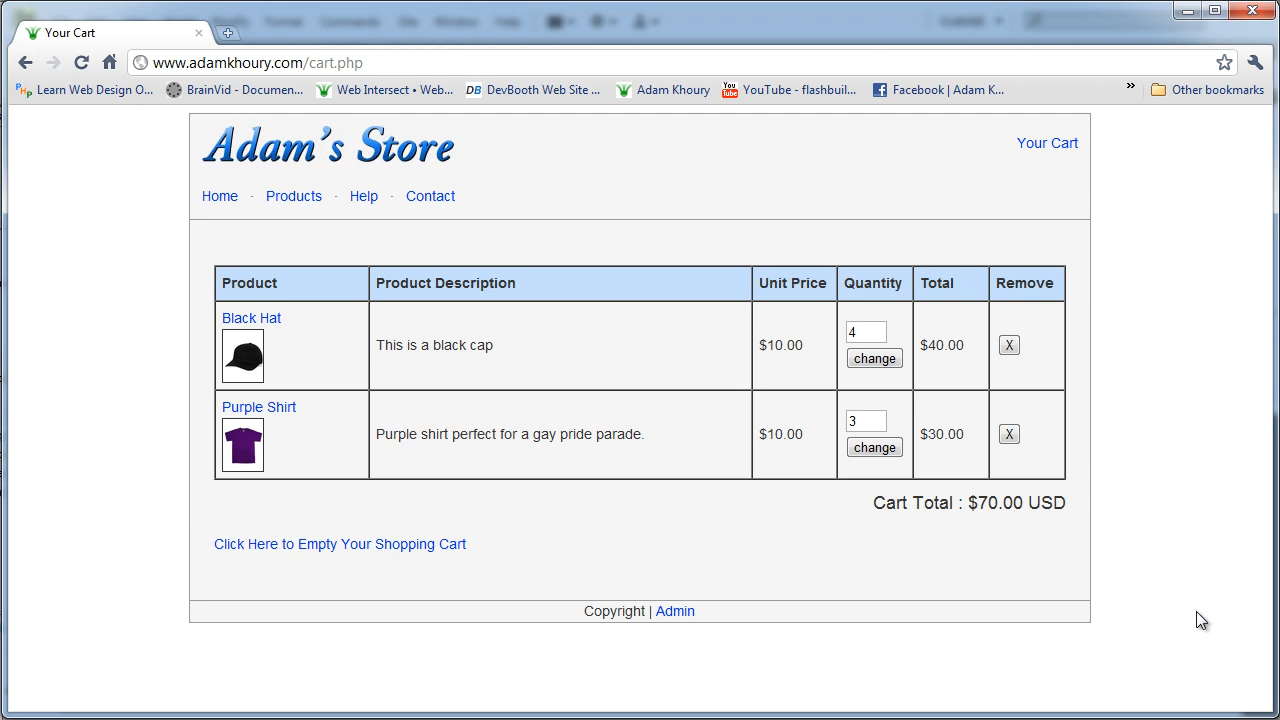 Your Cart
www.adamkhoury.com/cart.php
PHP Learn Web Design O... BrainVid - Documen... Web Intersect • Web... DB DevBooth Web Site ... Adam Khoury You Tube YouTube - flashbuil... Facebook | Adam K... » Other bookmarks
Adam's Store
Your Cart
Home · Products · Help · Contact
Product Product Description Unit Price Quantity Total Remove
Black Hat
This is a black cap $10.00 4 $40.00 X
change
Purple Shirt
Purple shirt perfect for a gay pride parade. $10.00 3 $30.00 X
change
Cart Total : $70.00 USD
Click Here to Empty Your Shopping Cart
Copyright | Admin